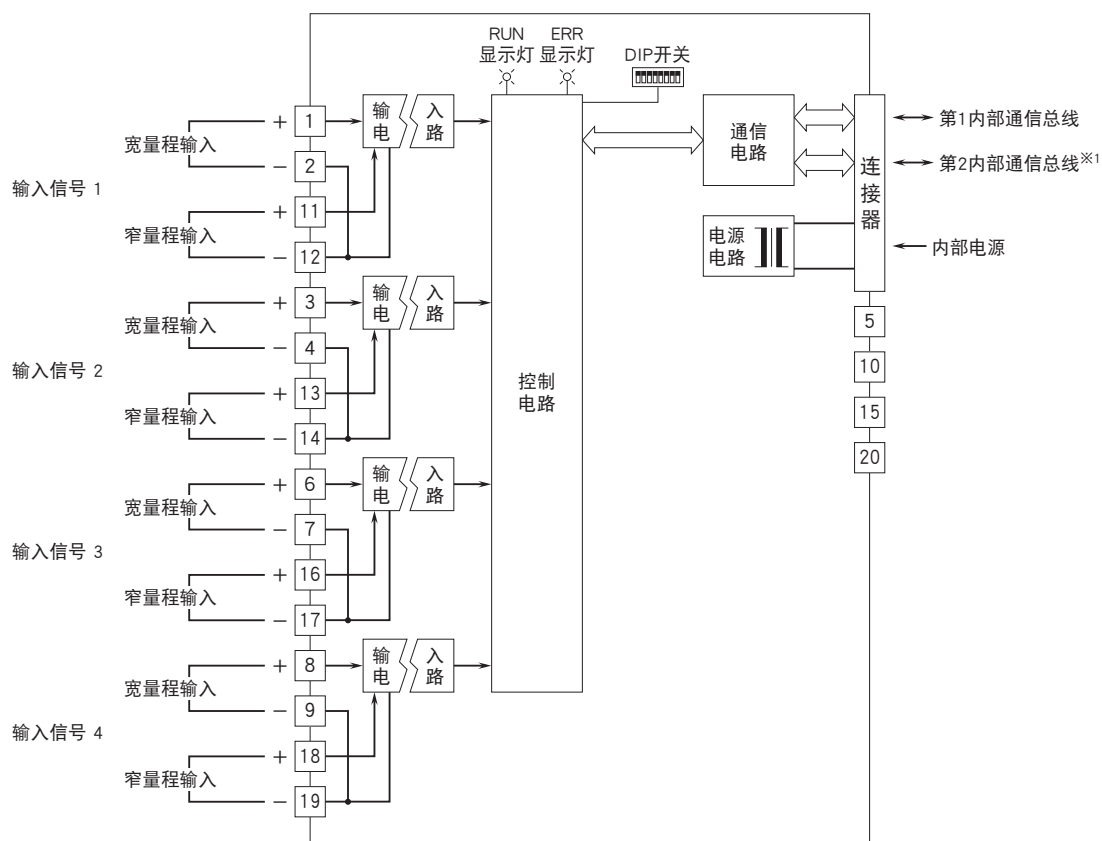 RUN
显示灯
ERR
显示灯
DIP开关
输入信号 1
宽量程输入
+ 1
− 2
窄量程输入
+ 11
− 12
输 入
电 路
输入信号 2
宽量程输入
+ 3
− 4
窄量程输入
+ 13
− 14
输 入
电 路
输入信号 3
宽量程输入
+ 6
− 7
窄量程输入
+ 16
− 17
输 入
电 路
输入信号 4
宽量程输入
+ 8
− 9
窄量程输入
+ 18
− 19
输 入
电 路
控制
电路
通信
电路
电源
电路
连
接
器
第1内部通信总线
第2内部通信总线※1
内部电源
5
10
15
20